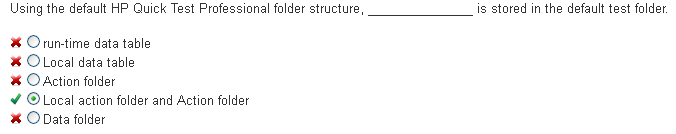 Using the default HP Quick Test Professional folder structure, ________________ is stored in the default test folder.
run-time data table
Local data table
Action folder
Local action folder and Action folder
Data folder